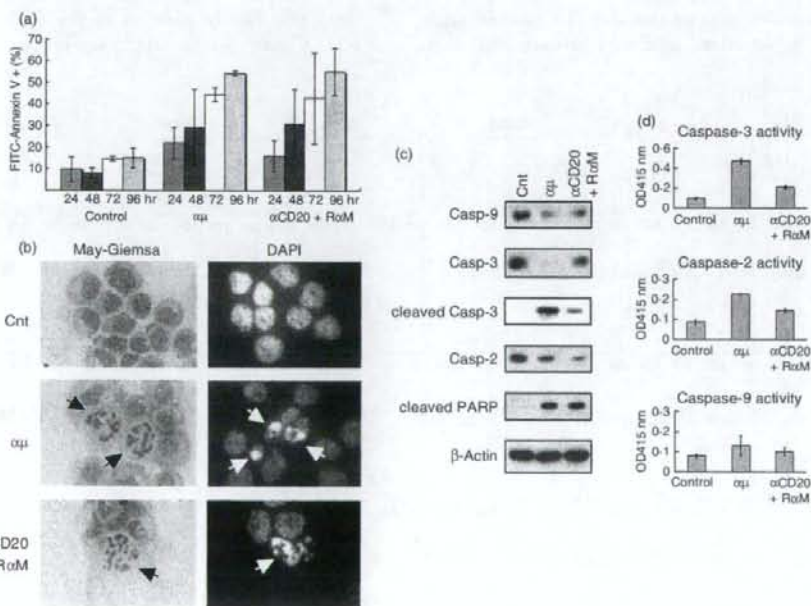 (a)
FITC-Annexin V + (%)
70
60
50
40
30
20
10
24 48 72 96 hr 24 48 72 96 hr 24 48 72 96 hr
Control αμ αCD20 + RαM
(b)
May-Giemsa DAPI
Cnt
αμ
D20
RαM
(c)
Cnt
αμ
αCD20
+ RαM
Casp-9
Casp-3
cleaved Casp-3
Casp-2
cleaved PARP
β-Actin
(d)
Caspase-3 activity
OD415 nm
0·6
0·4
0·2
0
Control αμ αCD20
+ RαM
Caspase-2 activity
OD415 nm
0·3
0·2
0·1
0
Control αμ αCD20
+ RαM
Caspase-9 activity
OD415 nm
0·3
0·2
0·1
0
Control αμ αCD20
+ RαM